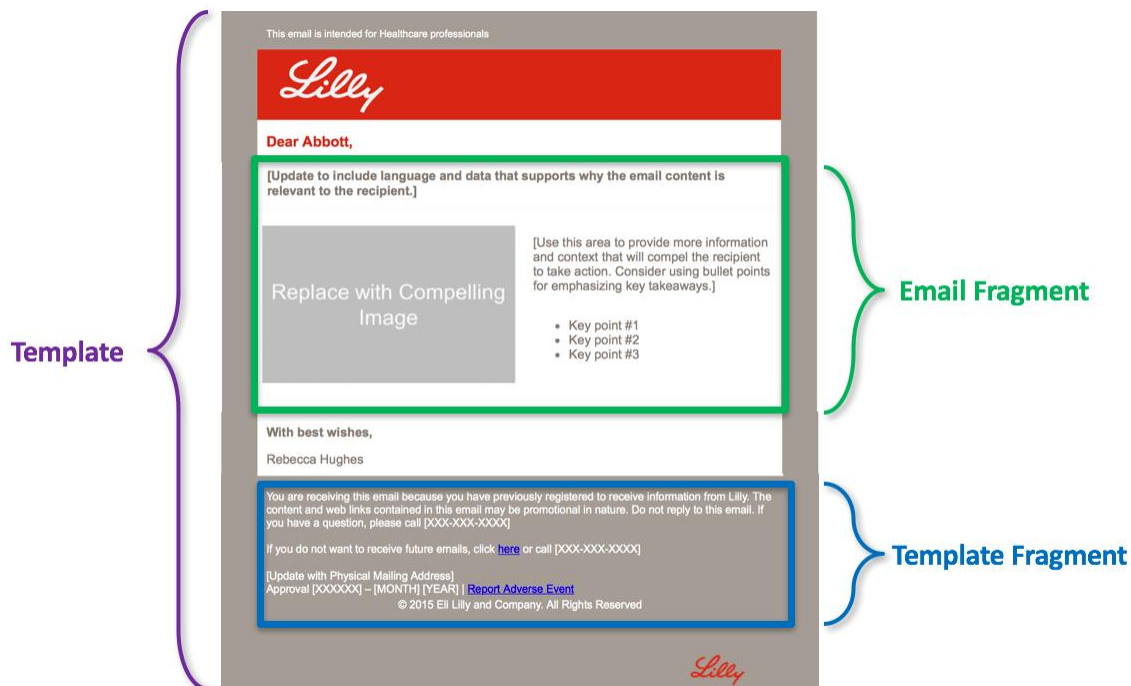 This email is intended for Healthcare professionals
Lilly
Dear Abbott,
[Update to include language and data that supports why the email content is
relevant to the recipient.]
Replace with Compelling
Image
[Use this area to provide more information
and context that will compel the recipient
to take action. Consider using bullet points
for emphasizing key takeaways.]
• Key point #1
• Key point #2
• Key point #3
Email Fragment
Template
With best wishes,
Rebecca Hughes
You are receiving this email because you have previously registered to receive information from Lilly. The
content and web links contained in this email may be promotional in nature. Do not reply to this email. If
you have a question, please call [XXX-XXX-XXXX]
If you do not want to receive future emails, click here or call [XXX-XXX-XXXX]
[Update with Physical Mailing Address]
Approval [XXXXXX] – [MONTH] [YEAR] | Report Adverse Event
© 2015 Eli Lilly and Company. All Rights Reserved
Template Fragment
Lilly